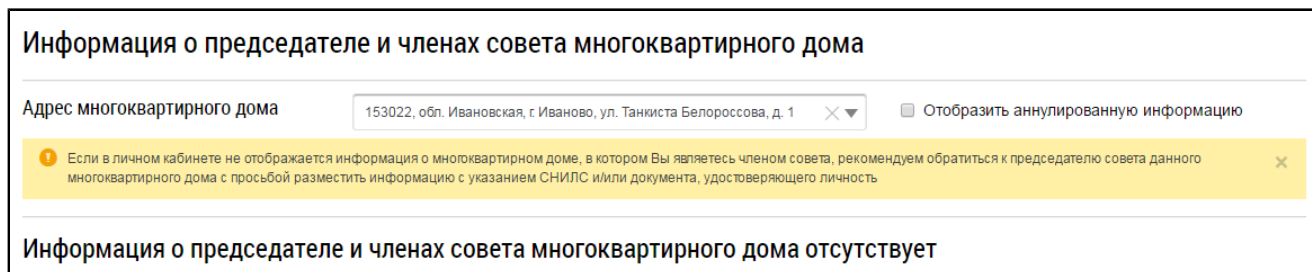 Информация о председателе и членах совета многоквартирного дома
Адрес многоквартирного дома 153022, обл. Ивановская, г. Иваново, ул. Танкиста Белороссова, д. 1 Отобразить аннулированную информацию
Если в личном кабинете не отображается информация о многоквартирном доме, в котором Вы являетесь членом совета, рекомендуем обратиться к председателю совета данного
многоквартирного дома с просьбой разместить информацию с указанием СНИЛС и/или документа, удостоверяющего личность
Информация о председателе и членах совета многоквартирного дома отсутствует